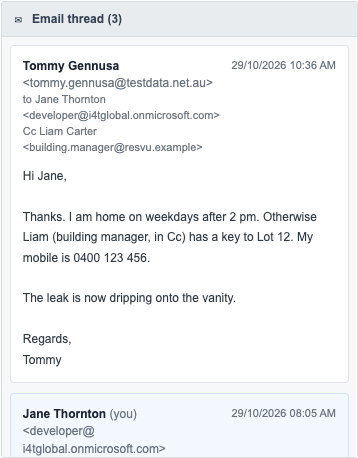 ✉ Email thread (3)
Tommy Gennusa 29/10/2026 10:36 AM
<tommy.gennusa@testdata.net.au>
to Jane Thornton
<developer@i4tglobal.onmicrosoft.com>
Cc Liam Carter
<building.manager@resvu.example>
Hi Jane,
Thanks. I am home on weekdays after 2 pm. Otherwise
Liam (building manager, in Cc) has a key to Lot 12. My
mobile is 0400 123 456.
The leak is now dripping onto the vanity.
Regards,
Tommy
Jane Thornton (you) 29/10/2026 08:05 AM
<developer@
i4tglobal.onmicrosoft.com>